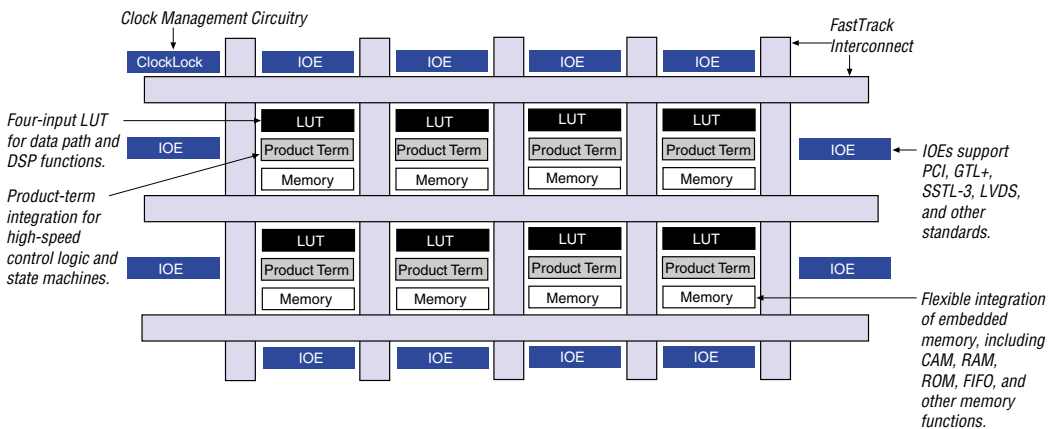 Clock Management Circuitry
FastTrack
Interconnect
ClockLock
IOE
IOE
IOE
IOE
Four-input LUT
for data path and
DSP functions.
LUT
LUT
LUT
LUT
IOE
Product Term
Product Term
Product Term
Product Term
IOE
Memory
Memory
Memory
Memory
IOEs support
PCI, GTL+,
SSTL-3, LVDS,
and other
standards.
Product-term
integration for
high-speed
control logic and
state machines.
LUT
LUT
LUT
LUT
IOE
Product Term
Product Term
Product Term
Product Term
IOE
Memory
Memory
Memory
Memory
Flexible integration
of embedded
memory, including
CAM, RAM,
ROM, FIFO, and
other memory
functions.
IOE
IOE
IOE
IOE